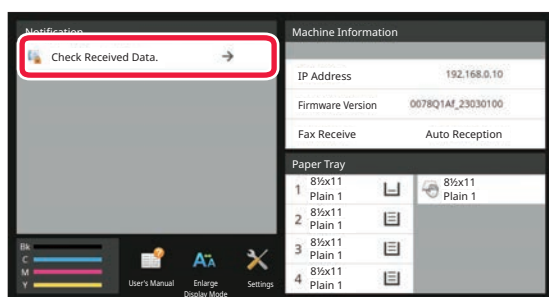 Notification
Check Received Data.
Machine Information
IP Address 192.168.0.10
Firmware Version 0078Q1Af_23030100
Fax Receive Auto Reception
Paper Tray
1 8½x11
Plain 1
8½x11
Plain 1
2 8½x11
Plain 1
3 8½x11
Plain 1
4 8½x11
Plain 1
Bk
C
M
Y
User's Manual
Enlarge
Display Mode
Settings